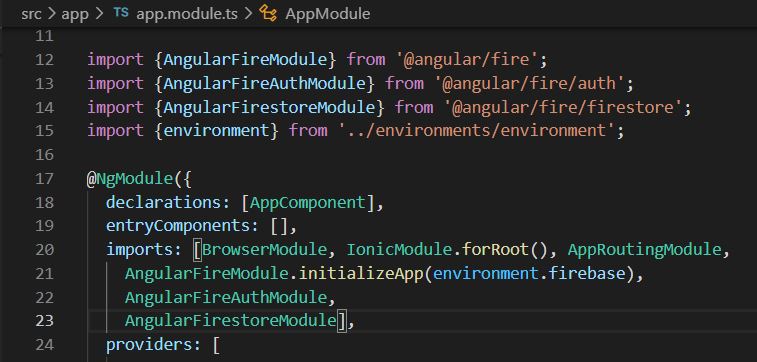 src > app > TS app.module.ts > AppModule
11
12 import {AngularFireModule} from '@angular/fire';
13 import {AngularFireAuthModule} from '@angular/fire/auth';
14 import {AngularFirestoreModule} from '@angular/fire/firestore';
15 import {environment} from '../environments/environment';
16
17 @NgModule({
18   declarations: [AppComponent],
19   entryComponents: [],
20   imports: [BrowserModule, IonicModule.forRoot(), AppRoutingModule,
21     AngularFireModule.initializeApp(environment.firebase),
22     AngularFireAuthModule,
23     AngularFirestoreModule],
24   providers: [